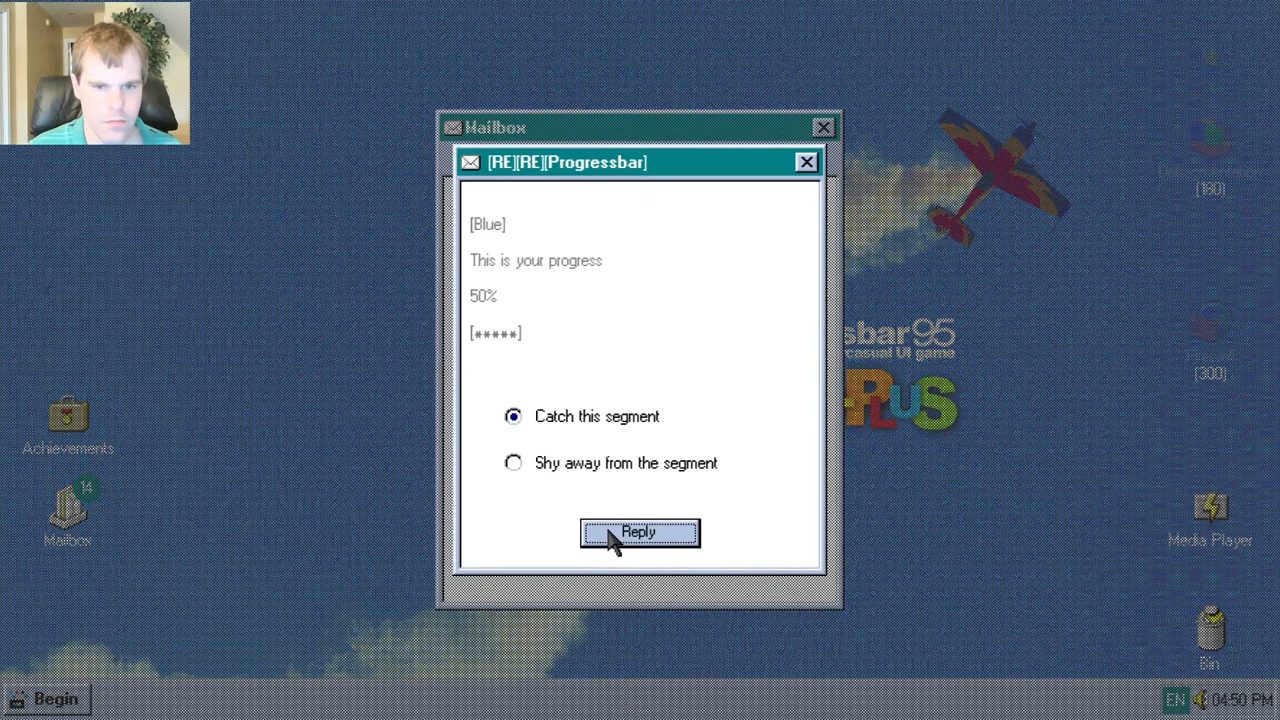 Mailbox
[RE][RE][Progressbar]
[Blue]
This is your progress
50%
[*****]
Catch this segment
Shy away from the segment
Reply
(180)
sbar95
casual UI game
PLUS
(300)
Achievements
14
Mailbox
Media Player
Bin
Begin
EN
04:50 PM